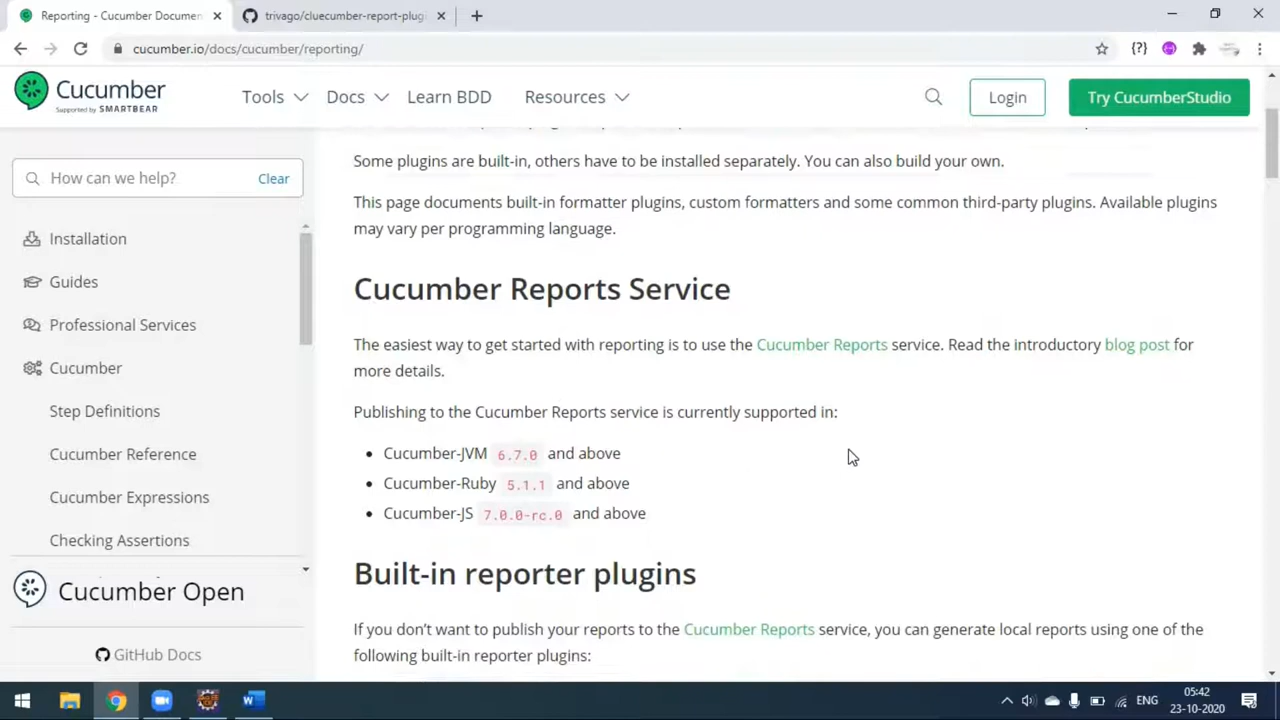 Reporting - Cucumber Documen
trivago/cluecumber-report-plugi
cucumber.io/docs/cucumber/reporting/
{?}
Cucumber
Supported by SMARTBEAR
Tools
Docs
Learn BDD
Resources
Login
Try CucumberStudio
How can we help?
Clear
Installation
Guides
Professional Services
Cucumber
Step Definitions
Cucumber Reference
Cucumber Expressions
Checking Assertions
Cucumber Open
GitHub Docs
Some plugins are built-in, others have to be installed separately. You can also build your own.
This page documents built-in formatter plugins, custom formatters and some common third-party plugins. Available plugins
may vary per programming language.
Cucumber Reports Service
The easiest way to get started with reporting is to use the Cucumber Reports service. Read the introductory blog post for
more details.
Publishing to the Cucumber Reports service is currently supported in:
Cucumber-JVM 6.7.0 and above
Cucumber-Ruby 5.1.1 and above
Cucumber-JS 7.0.0-rc.0 and above
Built-in reporter plugins
If you don't want to publish your reports to the Cucumber Reports service, you can generate local reports using one of the
following built-in reporter plugins:
ENG
05:42
23-10-2020